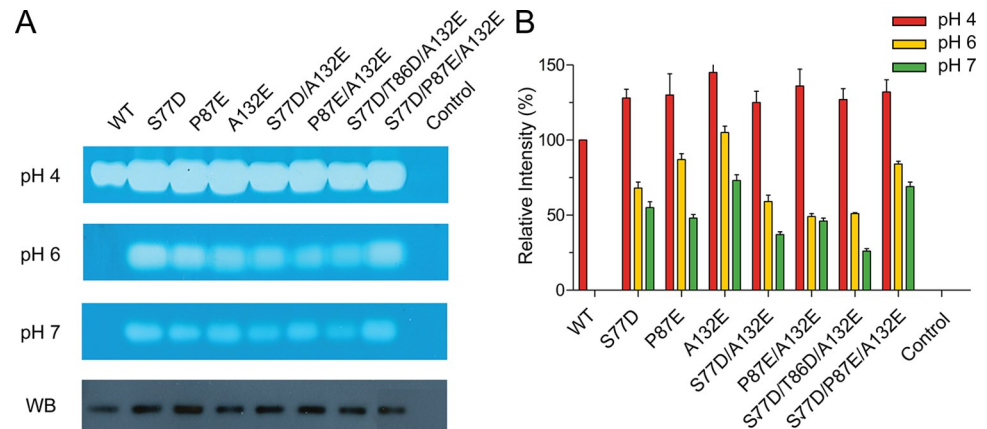 A
WT
S77D
P87E
A132E
S77D/A132E
P87E/A132E
S77D/T86D/A132E
S77D/P87E/A132E
Control
pH 4
pH 6
pH 7
WB
B
pH 4
pH 6
pH 7
Relative Intensity (%)
150
100
50
0
WT
S77D
P87E
A132E
S77D/A132E
P87E/A132E
S77D/T86D/A132E
S77D/P87E/A132E
Control